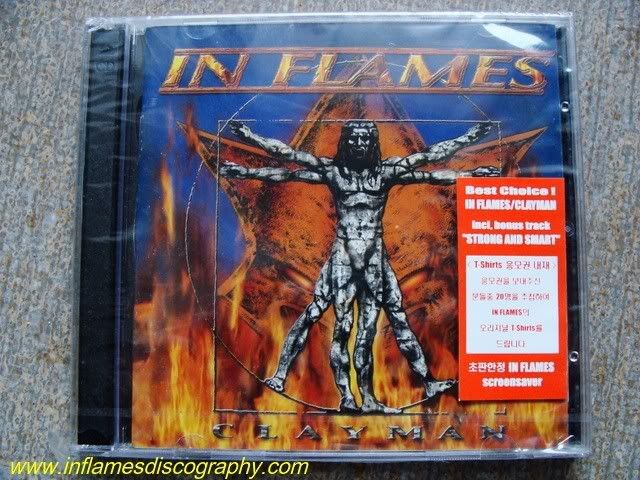 IN FLAMES
Best Choice !
IN FLAMES/CLAYMAN
incl. bonus track
"STRONG AND SMART"
< T-Shirts 응모권 내재 >
응모권을 보내주신
분들중 20명을 추첨하여
IN FLAMES의
오리지널 T-Shirts를
드립니다
초판한정 IN FLAMES
screensaver
CLAYMAN
www.inflamesdiscography.com